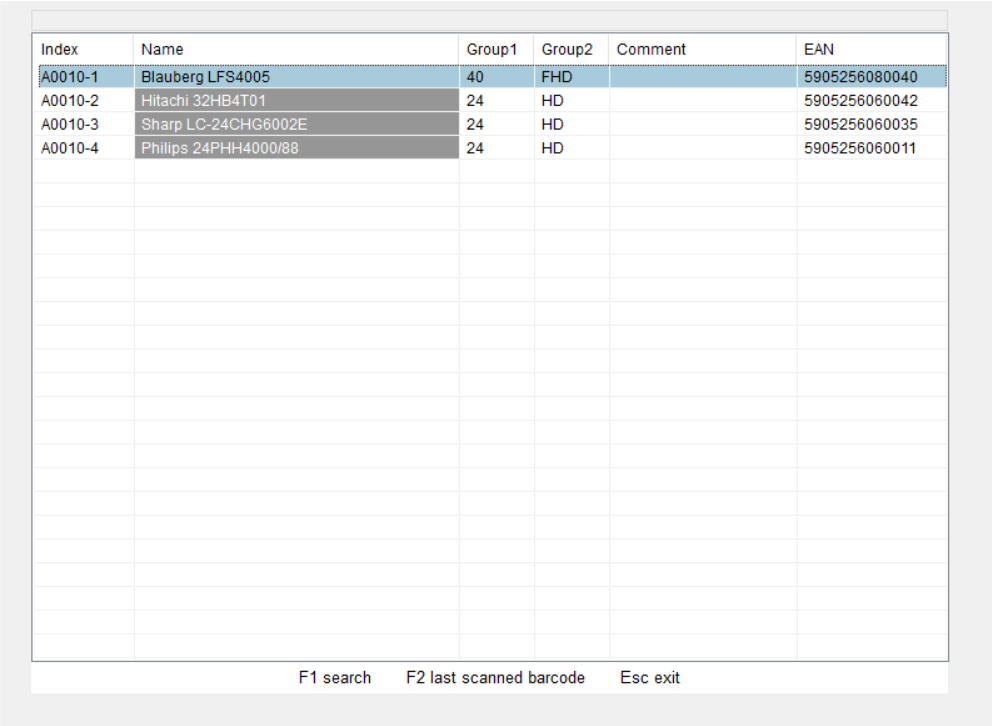 Index Name Group1 Group2 Comment EAN
A0010-1 Blauberg LFS4005 40 FHD 5905256080040
A0010-2 Hitachi 32HB4T01 24 HD 5905256060042
A0010-3 Sharp LC-24CHG6002E 24 HD 5905256060035
A0010-4 Philips 24PHH4000/88 24 HD 5905256060011
F1 search F2 last scanned barcode Esc exit